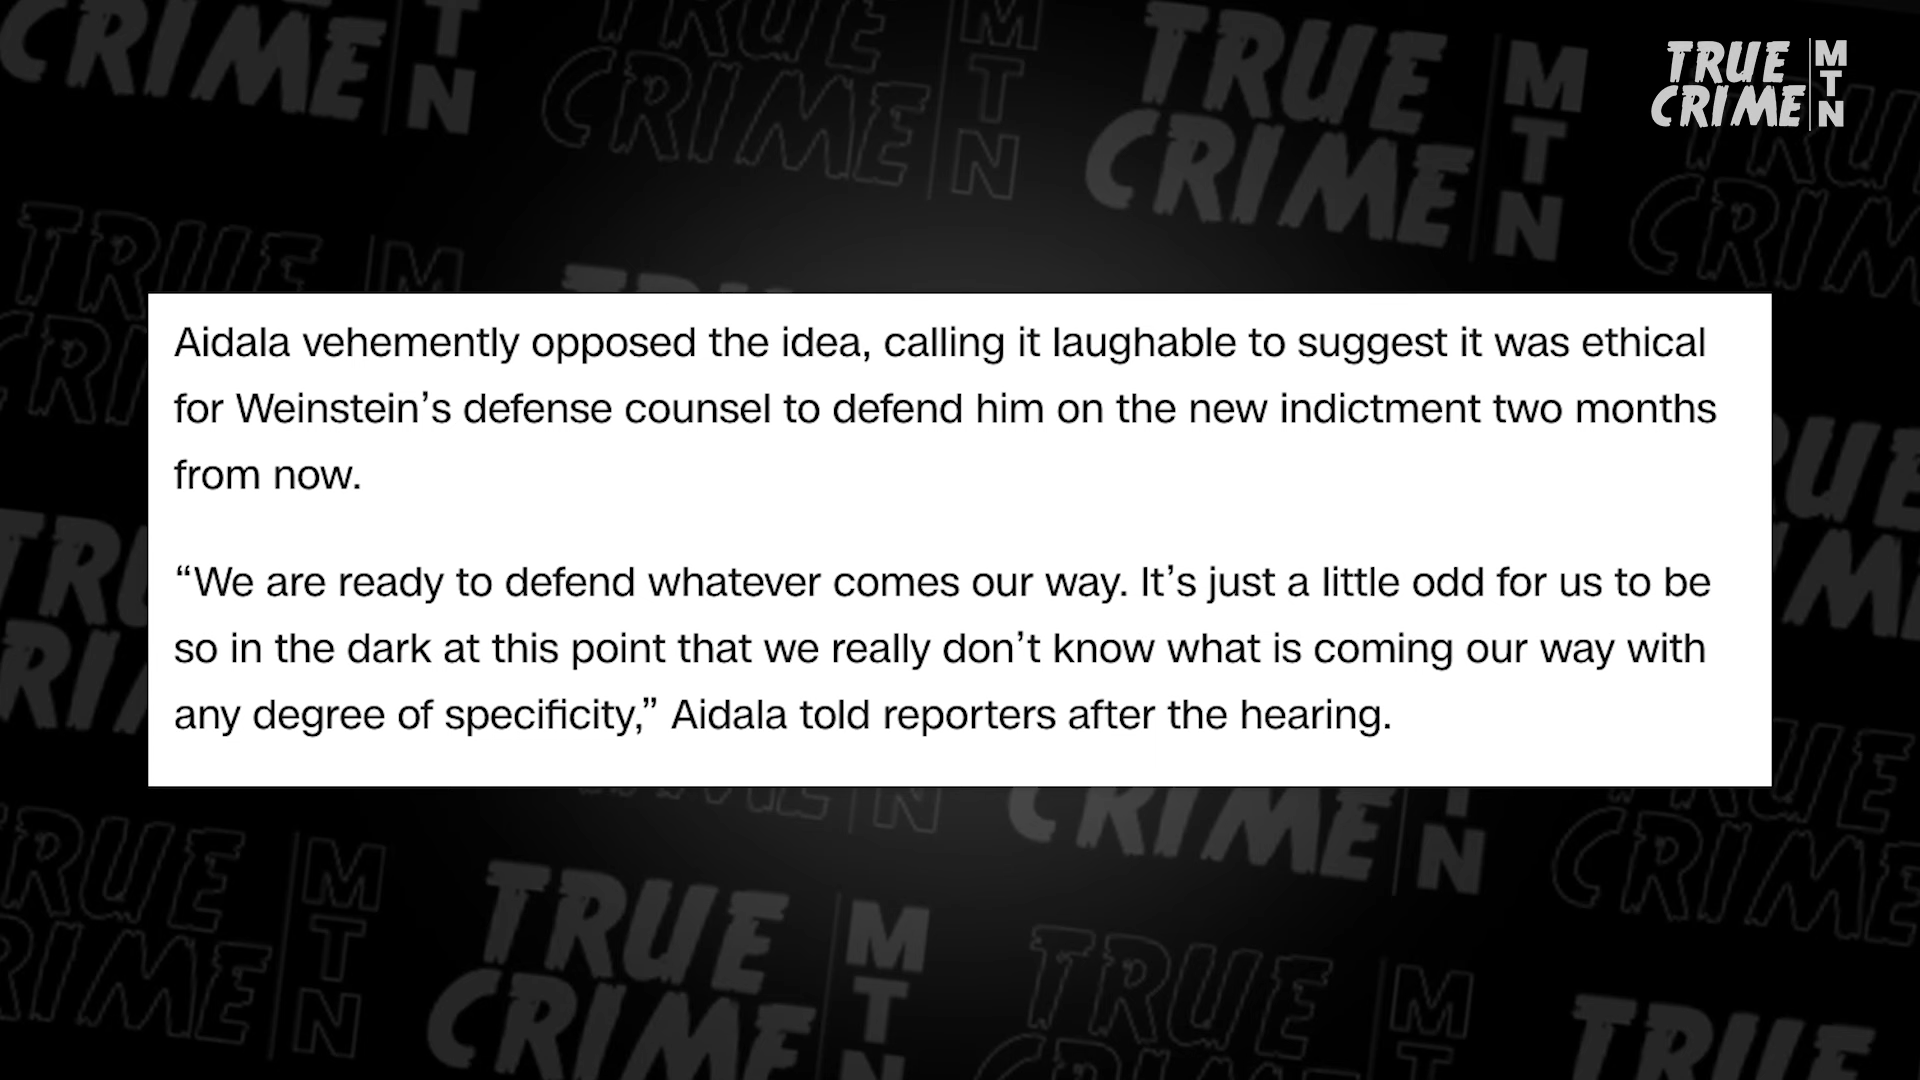 TRUE
CRIME
MTN
Aidala vehemently opposed the idea, calling it laughable to suggest it was ethical
for Weinstein’s defense counsel to defend him on the new indictment two months
from now.
“We are ready to defend whatever comes our way. It’s just a little odd for us to be
so in the dark at this point that we really don’t know what is coming our way with
any degree of specificity,” Aidala told reporters after the hearing.